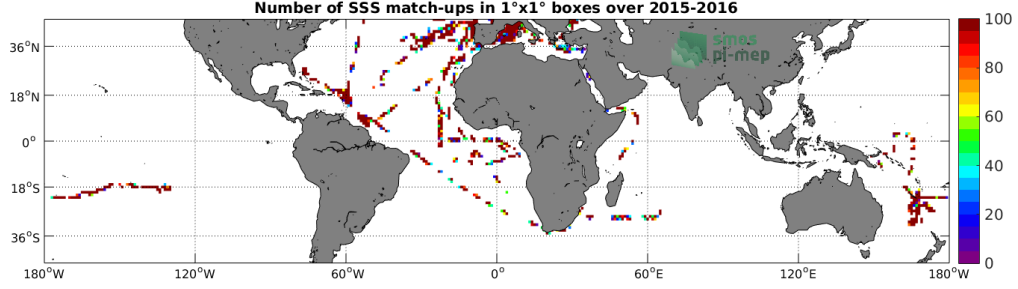 Number of SSS match-ups in 1°x1° boxes over 2015-2016
smos
pi-mep
36°N
18°N
0°
18°S
36°S
180°W
120°W
60°W
0°
60°E
120°E
180°W
100
80
60
40
20
0